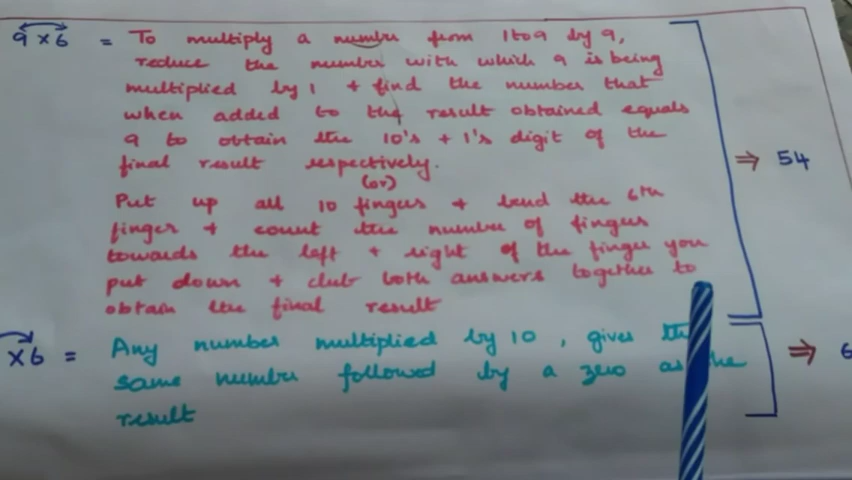 9 × 6 = To multiply a number from 1 to 9 by 9,
reduce the number with which 9 is being
multiplied by 1 + find the number that
when added to the result obtained equals
9 to obtain the 10's + 1's digit of the
final result respectively.
(or)
⇒ 54
Put up all 10 fingers + bend the 6th
finger + count the number of fingers
towards the left + right of the finger you
put down + club both answers together to
obtain the final result
× 6 = Any number multiplied by 10, gives the
same number followed by a zero as the
result
⇒ 6